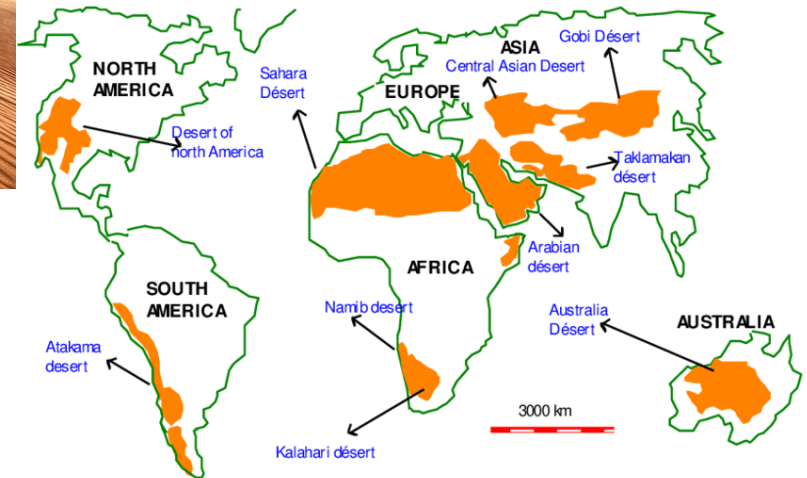 NORTH
AMERICA
Desert of
north America
Sahara
Désert
EUROPE
ASIA
Central Asian Desert
Gobi Désert
Taklamakan
désert
Arabian
désert
AFRICA
SOUTH
AMERICA
Atakama
desert
Namib desert
Kalahari désert
Australia
Désert
AUSTRALIA
3000 km